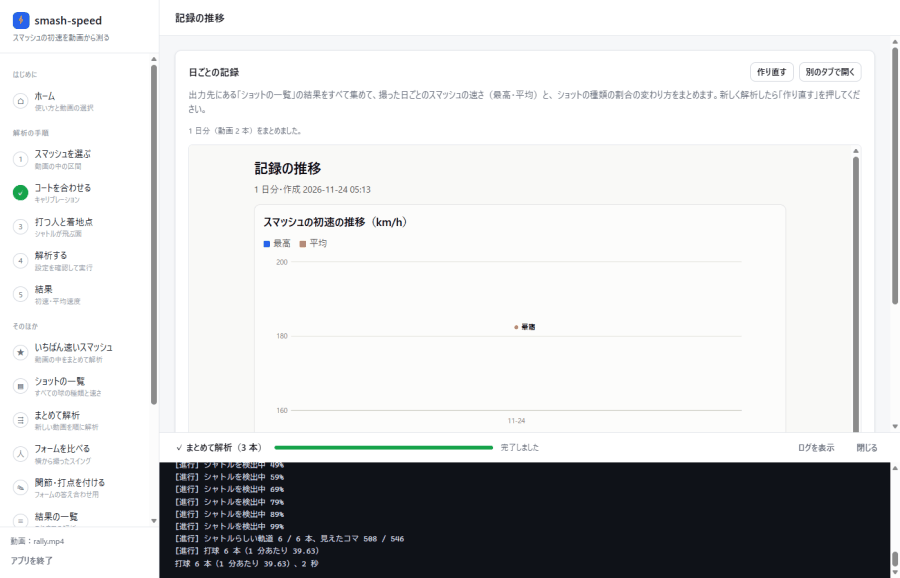 smash-speed
スマッシュの初速を動画から測る
はじめに
ホーム
使い方と動画の選択
解析の手順
1
スマッシュを選ぶ
動画の中の区間
コートを合わせる
キャリブレーション
3
打つ人と着地点
シャトルが飛ぶ面
4
解析する
設定を確認して実行
5
結果
初速・平均速度
そのほか
いちばん速いスマッシュ
動画の中をまとめて解析
ショットの一覧
すべての球の種類と速さ
まとめて解析
新しい動画を順に解析
フォームを比べる
横から撮ったスイング
関節・打点を付ける
フォームの答え合わせ用
結果の一覧
動画：rally.mp4
アプリを終了
記録の推移
日ごとの記録
作り直す
別のタブで開く
出力先にある「ショットの一覧」の結果をすべて集めて、撮った日ごとのスマッシュの速さ（最高・平均）と、ショットの種類の割合の変わり方をまとめます。新しく解析したら「作り直す」を押してくだ
さい。
1 日分（動画 2 本）をまとめました。
記録の推移
1 日分・作成 2026-11-24 05:13
スマッシュの初速の推移（km/h）
最高 平均
200
180
160
11-24
✓ まとめて解析（3 本）
完了しました
ログを表示
閉じる
[進行] シャトルを検出中 49%
[進行] シャトルを検出中 59%
[進行] シャトルを検出中 69%
[進行] シャトルを検出中 79%
[進行] シャトルを検出中 89%
[進行] シャトルを検出中 99%
[進行] シャトルらしい軌道 6 / 6 本、見えたコマ 508 / 546
[進行] 打球 6 本（1 分あたり 39.63）
打球 6 本（1 分あたり 39.63）、2 秒